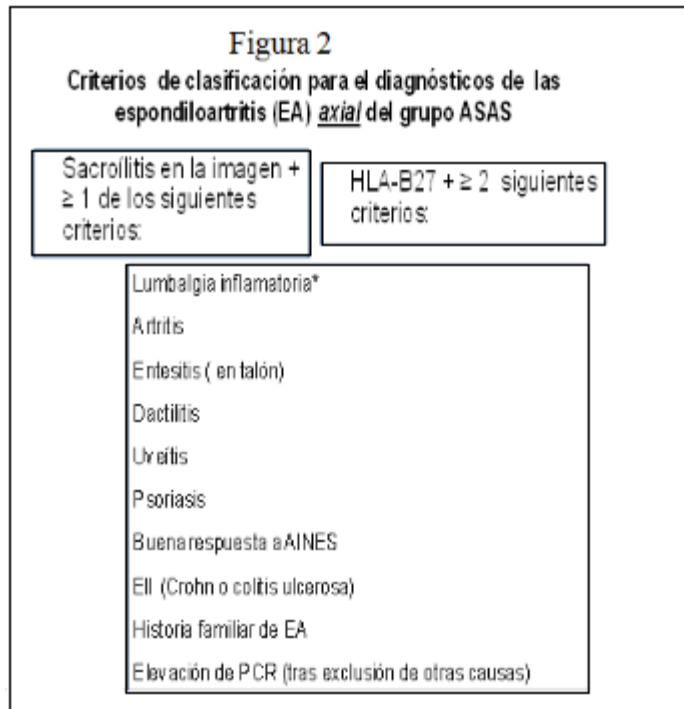 Figura 2
Criterios de clasificación para el diagnósticos de las
espondiloartritis (EA) axial del grupo ASAS
Sacroílitis en la imagen +
≥ 1 de los siguientes
criterios:
HLA-B27 + ≥ 2 siguientes
criterios:
Lumbalgia inflamatoria*
Artritis
Entesitis ( en talón)
Dactilitis
Uveítis
Psoriasis
Buena respuesta a AINES
EII (Crohn o colitis ulcerosa)
Historia familiar de EA
Elevación de PCR (tras exclusión de otras causas)